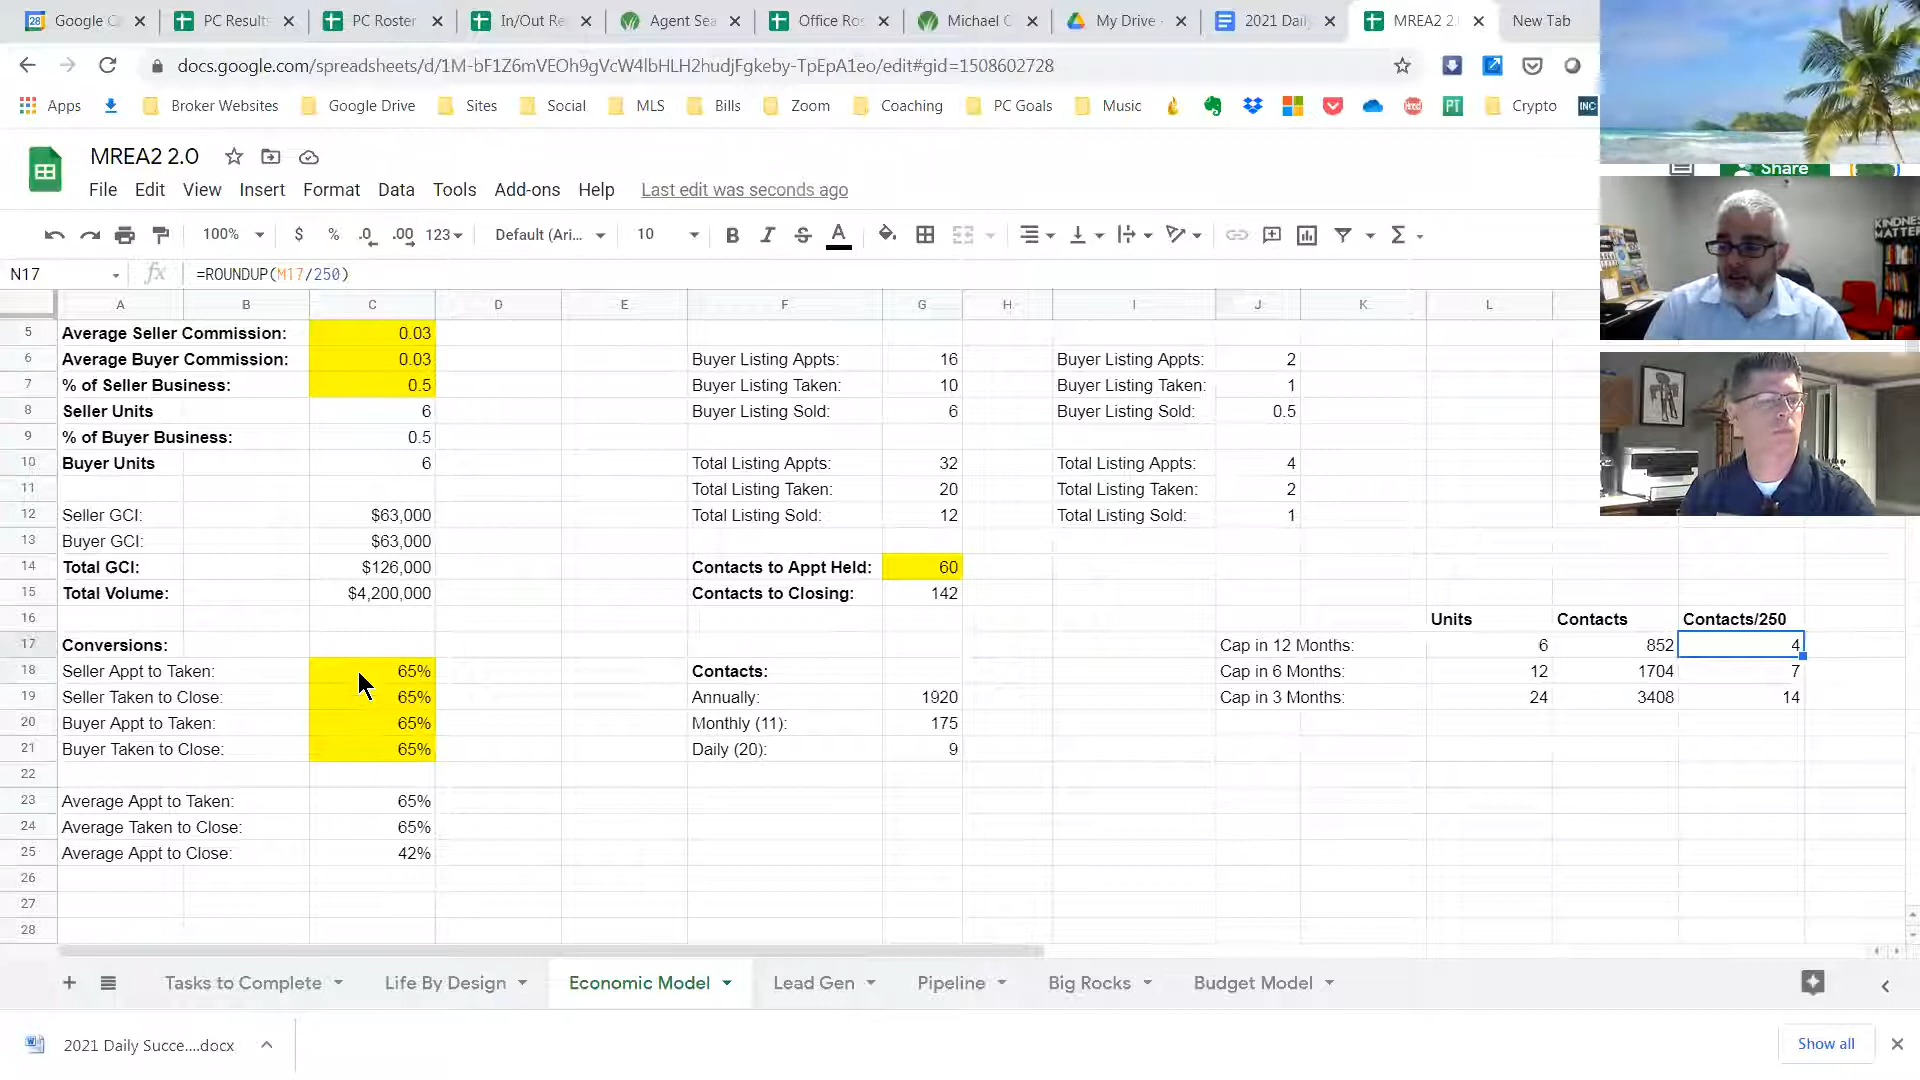 Google C
PC Result
PC Roster
In/Out Re
Agent Sea
Office Ros
Michael C
My Drive -
2021 Dail
MREA2 2.
New Tab
docs.google.com/spreadsheets/d/1M-bF1Z6mVEOh9gVcW4lbHLH2hudjFgkeby-TpEpA1eo/edit#gid=1508602728
Apps
Broker Websites
Google Drive
Sites
Social
MLS
Bills
Zoom
Coaching
PC Goals
Music
PT
Crypto
INC
MREA2 2.0
Share
File Edit View Insert Format Data Tools Add-ons Help Last edit was seconds ago
100% $ % .0 .00 123 Default (Ari... 10 B I S A
KINDNESS MATTER
N17 fx =ROUNDUP(M17/250)
A B C D E F G H I J K L
5 Average Seller Commission: 0.03
6 Average Buyer Commission: 0.03 Buyer Listing Appts: 16 Buyer Listing Appts: 2
7 % of Seller Business: 0.5 Buyer Listing Taken: 10 Buyer Listing Taken: 1
8 Seller Units 6 Buyer Listing Sold: 6 Buyer Listing Sold: 0.5
9 % of Buyer Business: 0.5
10 Buyer Units 6 Total Listing Appts: 32 Total Listing Appts: 4
11 Total Listing Taken: 20 Total Listing Taken: 2
12 Seller GCI: $63,000 Total Listing Sold: 12 Total Listing Sold: 1
13 Buyer GCI: $63,000
14 Total GCI: $126,000 Contacts to Appt Held: 60
15 Total Volume: $4,200,000 Contacts to Closing: 142
16 Units Contacts Contacts/250
17 Conversions: Cap in 12 Months: 6 852 4
18 Seller Appt to Taken: 65% Contacts: Cap in 6 Months: 12 1704 7
19 Seller Taken to Close: 65% Annually: 1920 Cap in 3 Months: 24 3408 14
20 Buyer Appt to Taken: 65% Monthly (11): 175
21 Buyer Taken to Close: 65% Daily (20): 9
22
23 Average Appt to Taken: 65%
24 Average Taken to Close: 65%
25 Average Appt to Close: 42%
26
27
28
Tasks to Complete
Life By Design
Economic Model
Lead Gen
Pipeline
Big Rocks
Budget Model
2021 Daily Succe....docx
Show all